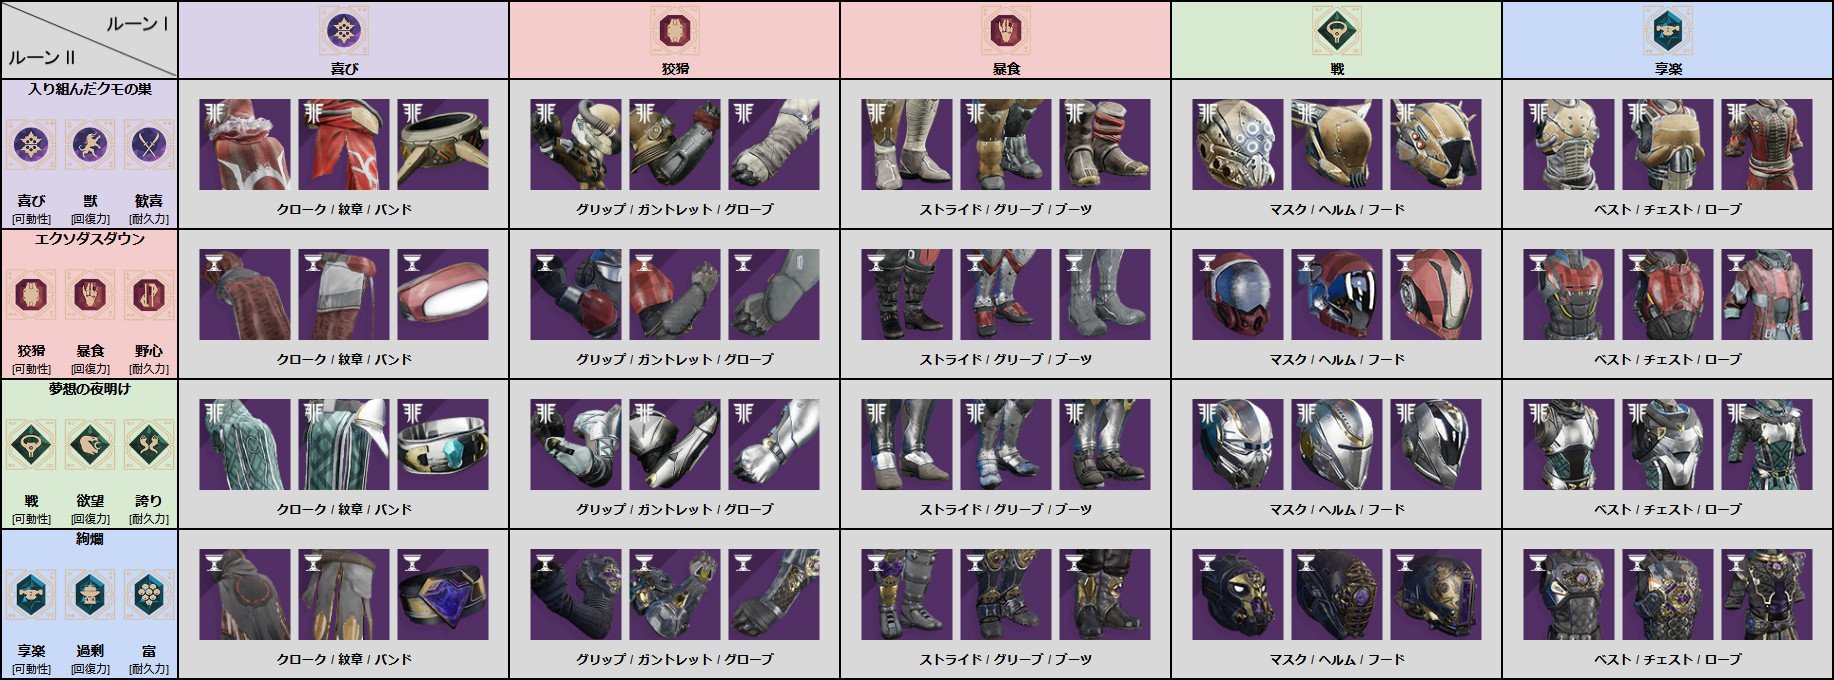 ルーン I
ルーン II
喜び
狡猾
暴食
戦
享楽
入り組んだクモの巣
喜び 獣 歓喜
[可動性] [回復力] [耐久力]
クローク / 紋章 / バンド
グリップ / ガントレット / グローブ
ストライド / グリーブ / ブーツ
マスク / ヘルム / フード
ベスト / チェスト / ローブ
エクソダスダウン
狡猾 暴食 野心
[可動性] [回復力] [耐久力]
クローク / 紋章 / バンド
グリップ / ガントレット / グローブ
ストライド / グリーブ / ブーツ
マスク / ヘルム / フード
ベスト / チェスト / ローブ
夢想の夜明け
戦 欲望 誇り
[可動性] [回復力] [耐久力]
クローク / 紋章 / バンド
グリップ / ガントレット / グローブ
ストライド / グリーブ / ブーツ
マスク / ヘルム / フード
ベスト / チェスト / ローブ
絢爛
享楽 過剰 富
[可動性] [回復力] [耐久力]
クローク / 紋章 / バンド
グリップ / ガントレット / グローブ
ストライド / グリーブ / ブーツ
マスク / ヘルム / フード
ベスト / チェスト / ローブ